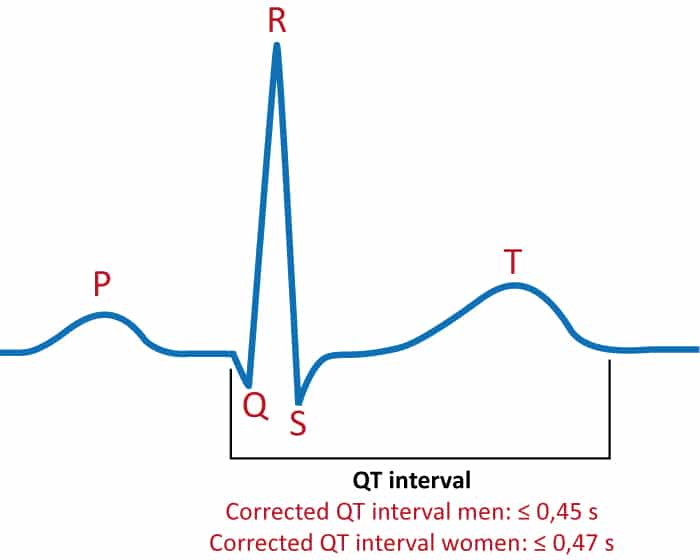 R
P
T
Q
S
QT interval
Corrected QT interval men: ≤ 0,45 s
Corrected QT interval women: ≤ 0,47 s